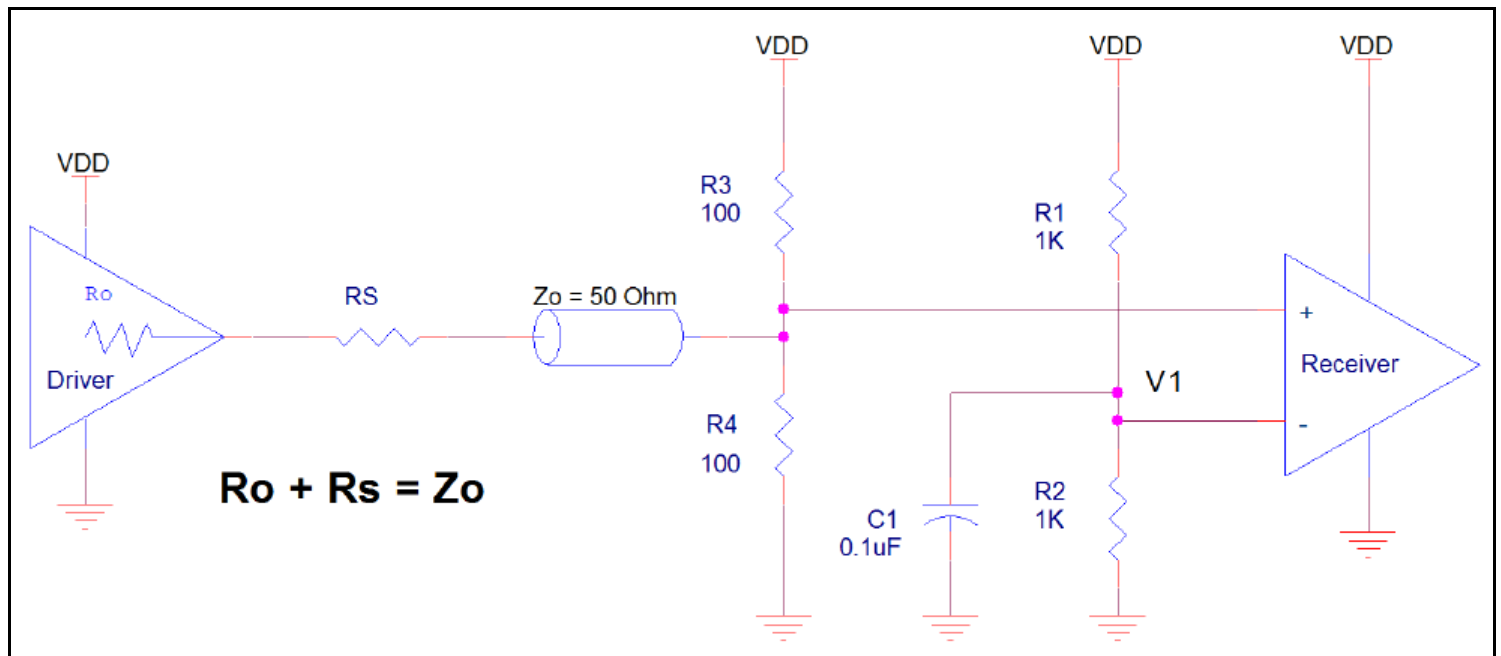 VDD
VDD
VDD
VDD
R3
100
R1
1K
Ro
RS
Zo = 50 Ohm
+
Receiver
Driver
V1
R4
100
-
Ro + Rs = Zo
R2
1K
C1
0.1uF